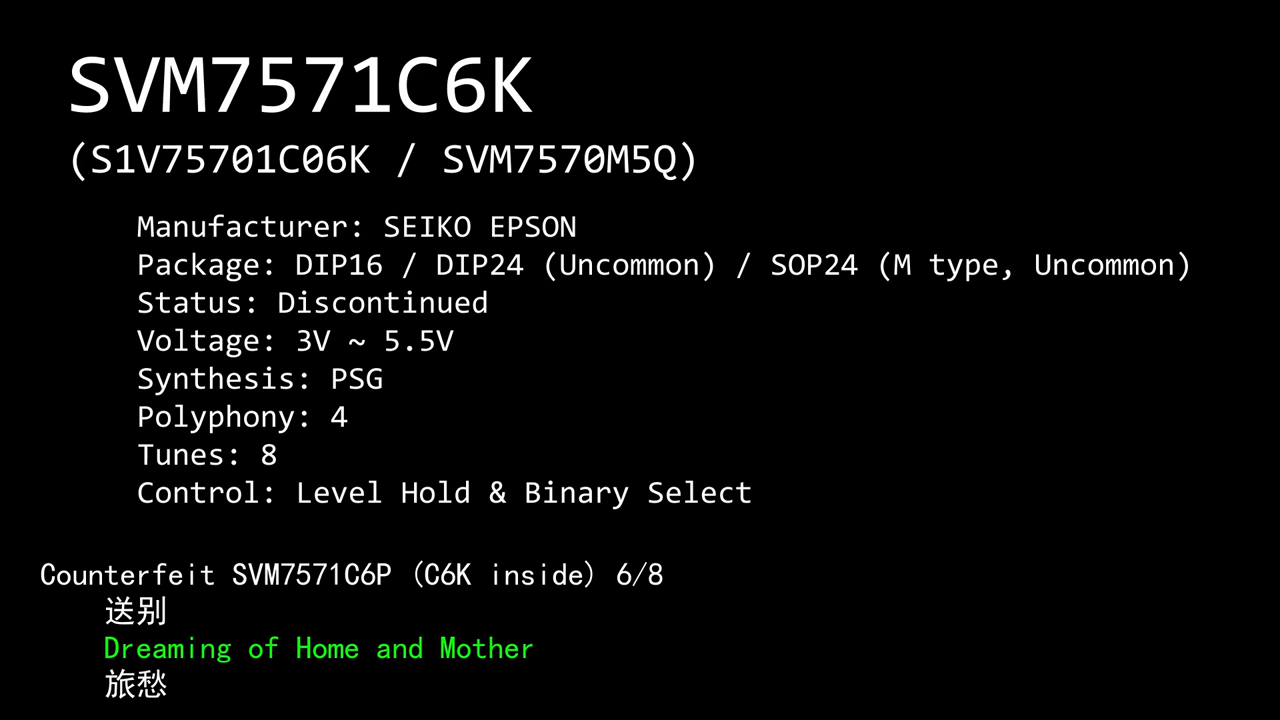 SVM7571C6K
(S1V75701C06K / SVM7570M5Q)
Manufacturer: SEIKO EPSON
Package: DIP16 / DIP24 (Uncommon) / SOP24 (M type, Uncommon)
Status: Discontinued
Voltage: 3V ~ 5.5V
Synthesis: PSG
Polyphony: 4
Tunes: 8
Control: Level Hold & Binary Select
Counterfeit SVM7571C6P (C6K inside) 6/8
送别
Dreaming of Home and Mother
旅愁